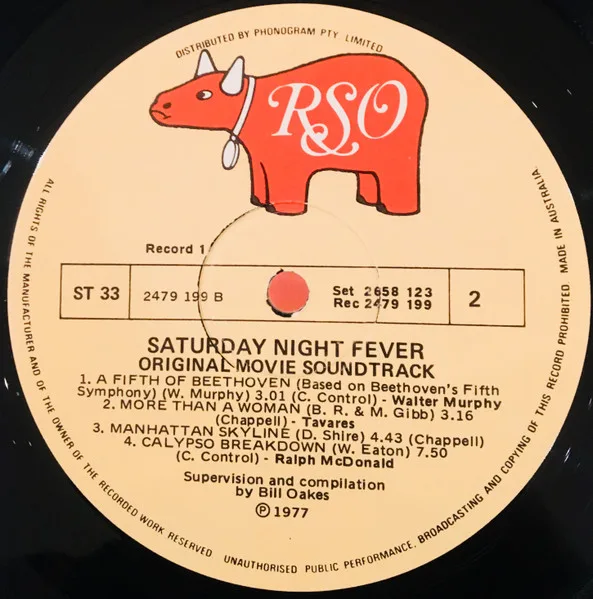 DISTRIBUTED BY PHONOGRAM PTY LIMITED
RSO
Record 1
ST 33
2479 199 B
Set 2658 123
Rec 2479 199
2
SATURDAY NIGHT FEVER
ORIGINAL MOVIE SOUNDTRACK
1. A FIFTH OF BEETHOVEN (Based on Beethoven's Fifth
Symphony) (W. Murphy) 3.01 (C. Control) - Walter Murphy
2. MORE THAN A WOMAN (B. R. & M. Gibb) 3.16
(Chappell) - Tavares
3. MANHATTAN SKYLINE (D. Shire) 4.43 (Chappell)
4. CALYPSO BREAKDOWN (W. Eaton) 7.50
(C. Control) - Ralph McDonald
Supervision and compilation
by Bill Oakes
℗ 1977
ALL RIGHTS OF THE MANUFACTURER AND OF THE OWNER OF THE RECORDED WORK RESERVED UNAUTHORISED PUBLIC PERFORMANCE, BROADCASTING AND COPYING OF THIS RECORD PROHIBITED MADE IN AUSTRALIA.